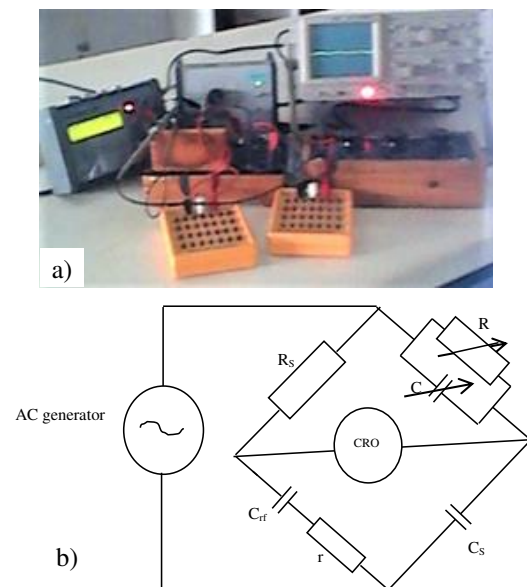 a)
R
R_S
C
AC generator
CRO
C_rf
C_S
r
b)